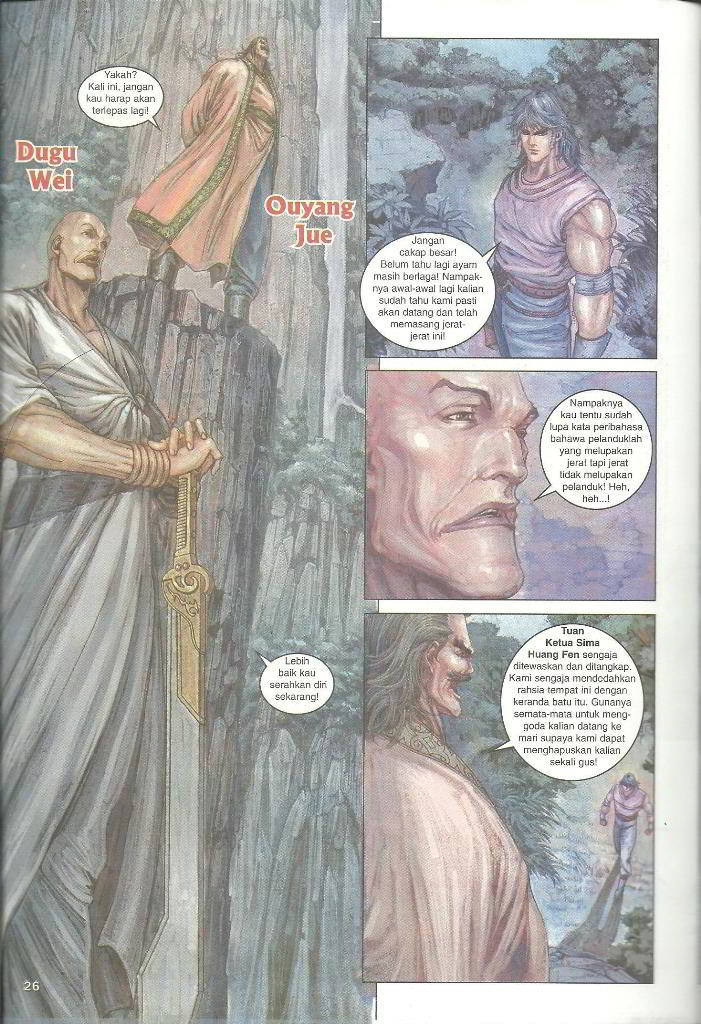 Yakah?
Kali ini, jangan
kau harap akan
terlepas lagi!
Dugu
Wei
Ouyang
Jue
Lebih
baik kau
serahkan diri
sekarang!
Jangan
cakap besar!
Belum tahu lagi ayam
masih berlaga! Nampak-
nya awal-awal lagi kalian
sudah tahu kami pasti
akan datang dan telah
memasang jerat-
jerat ini!
Nampaknya
kau tentu sudah
lupa kata peribahasa
bahawa pelanduklah
yang melupakan
jerat tapi jerat
tidak melupakan
pelanduk! Heh,
heh...!
Tuan
Ketua Sima
Huang Fen sengaja
ditewaskan dan ditangkap.
Kami sengaja mendedahkan
rahsia tempat ini dengan
keranda batu itu. Gunanya
semata-mata untuk meng-
goda kalian datang ke
mari supaya kami dapat
menghapuskan kalian
sekali gus!
26